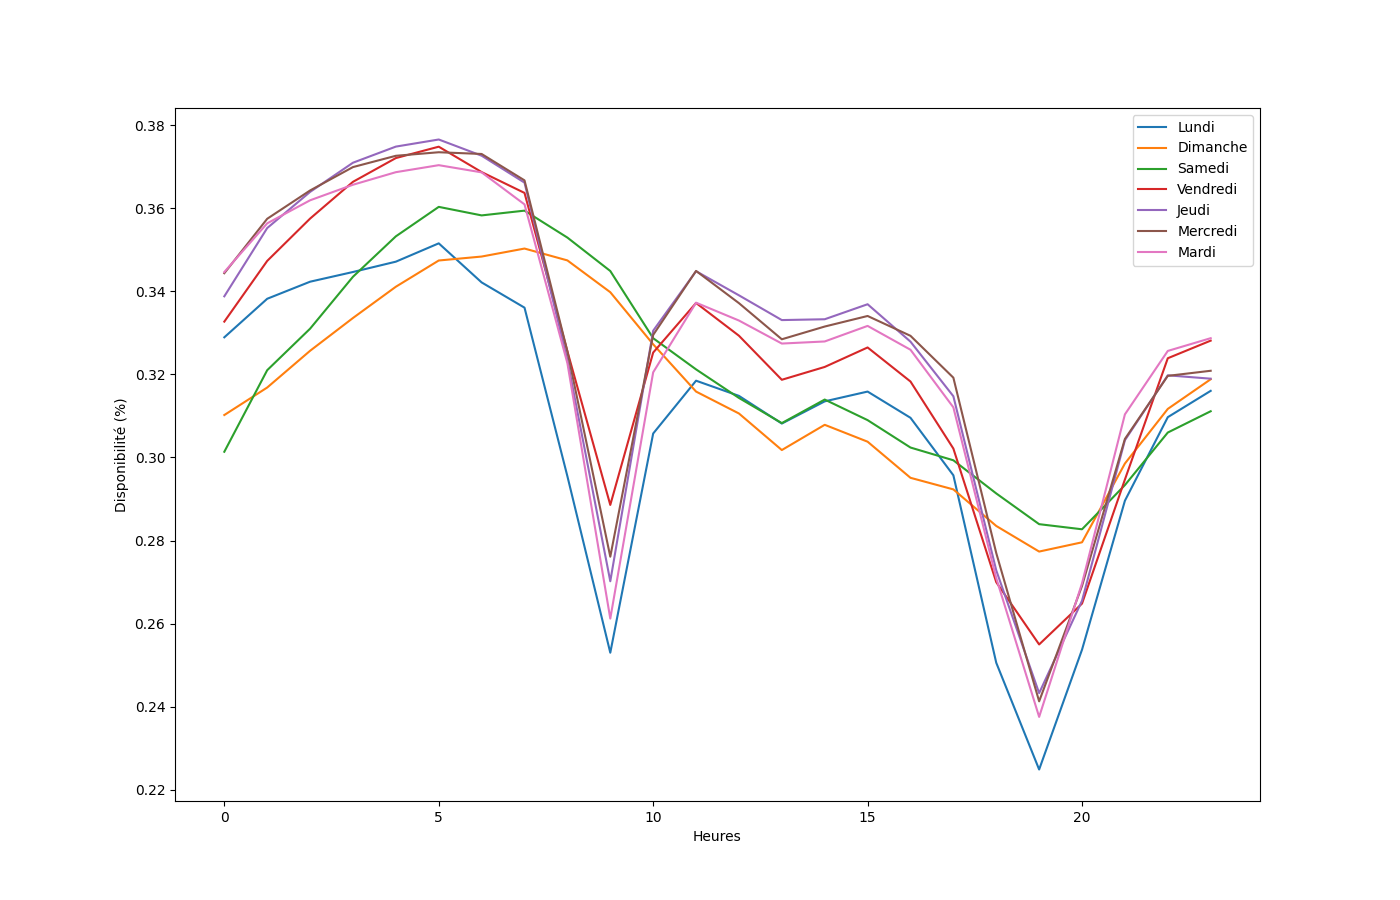 0.38
0.36
0.34
0.32
0.30
0.28
0.26
0.24
0.22
Disponibilité (%)
0 5 10 15 20
Heures
Lundi
Dimanche
Samedi
Vendredi
Jeudi
Mercredi
Mardi